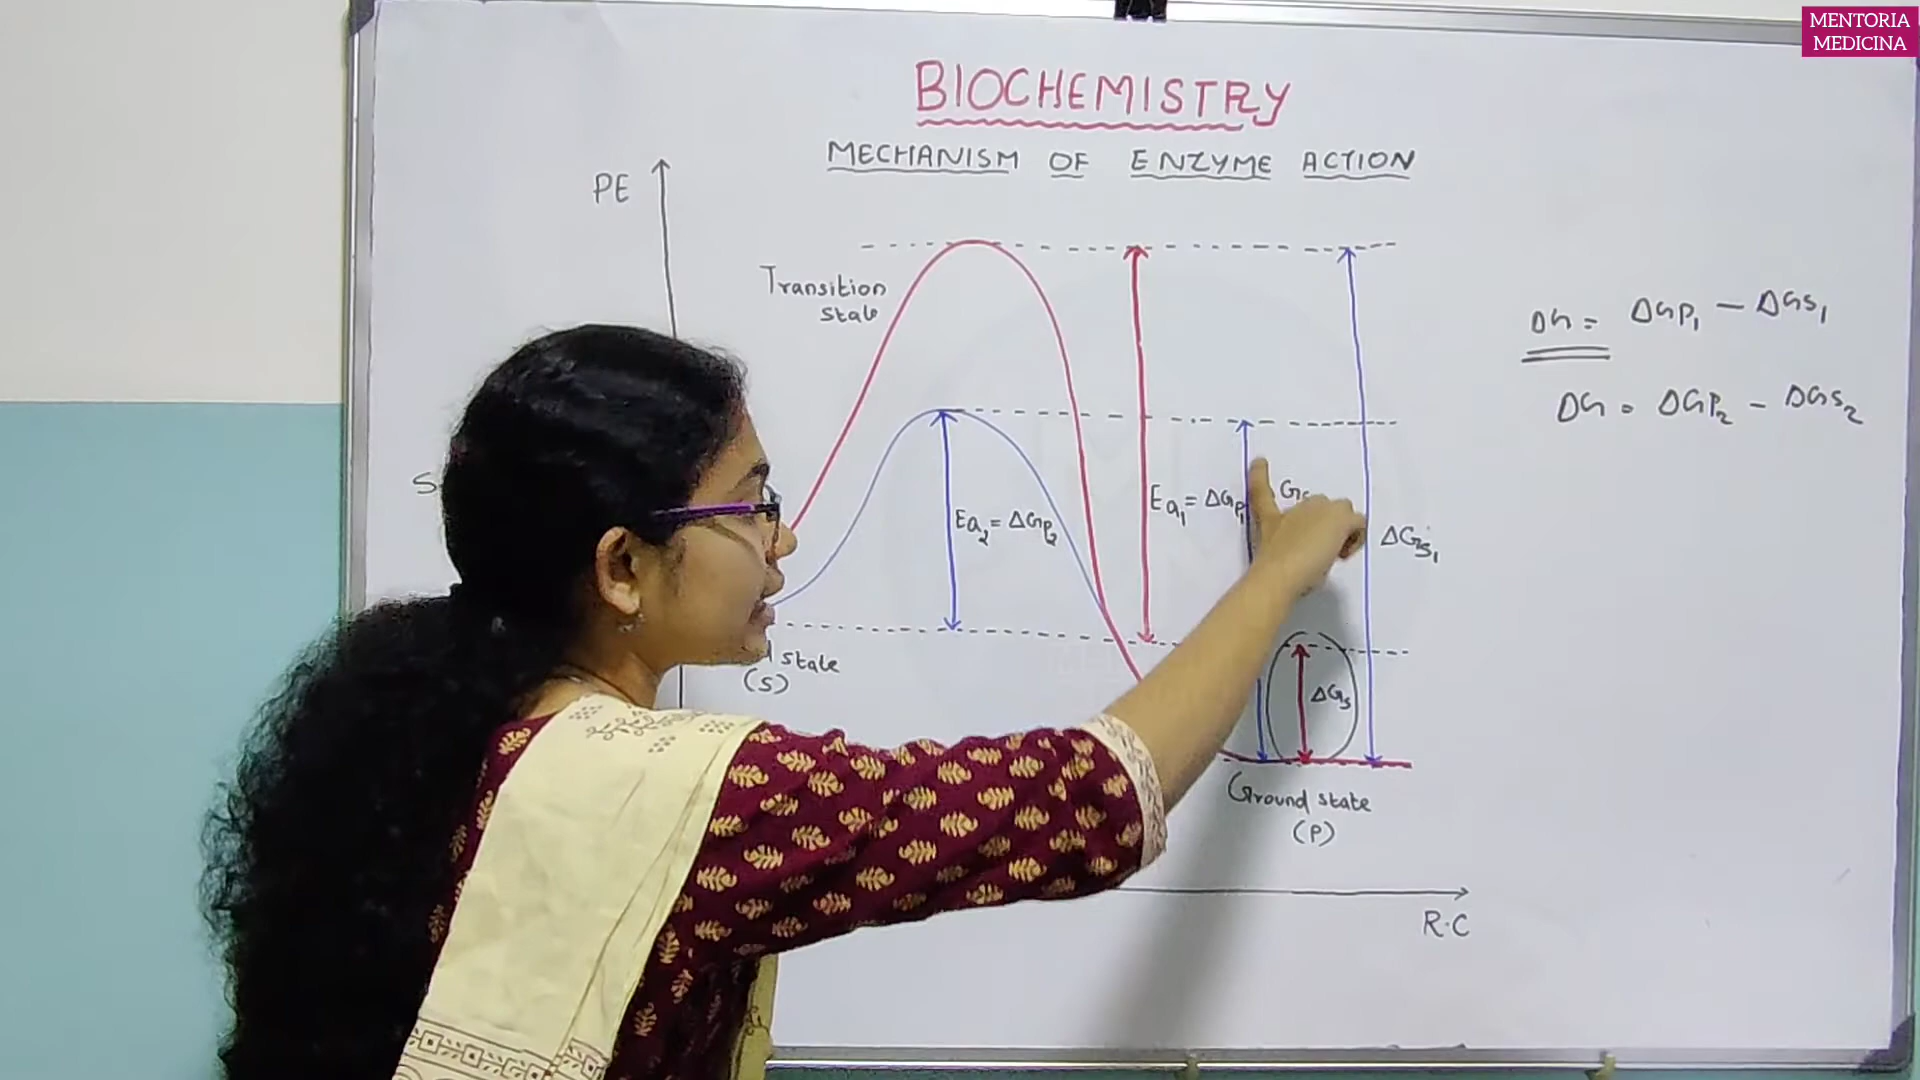 MENTORIA
MEDICINA
BIOCHEMISTRY
MECHANISM OF ENZYME ACTION
PE
Transition
state
ΔG = ΔGP1 - ΔGS1
ΔG = ΔGP2 - ΔGS2
Ea2 = ΔGP2
Ea1 = ΔGP1
ΔGS1
state
(S)
ΔGS
Ground state
(P)
R.C